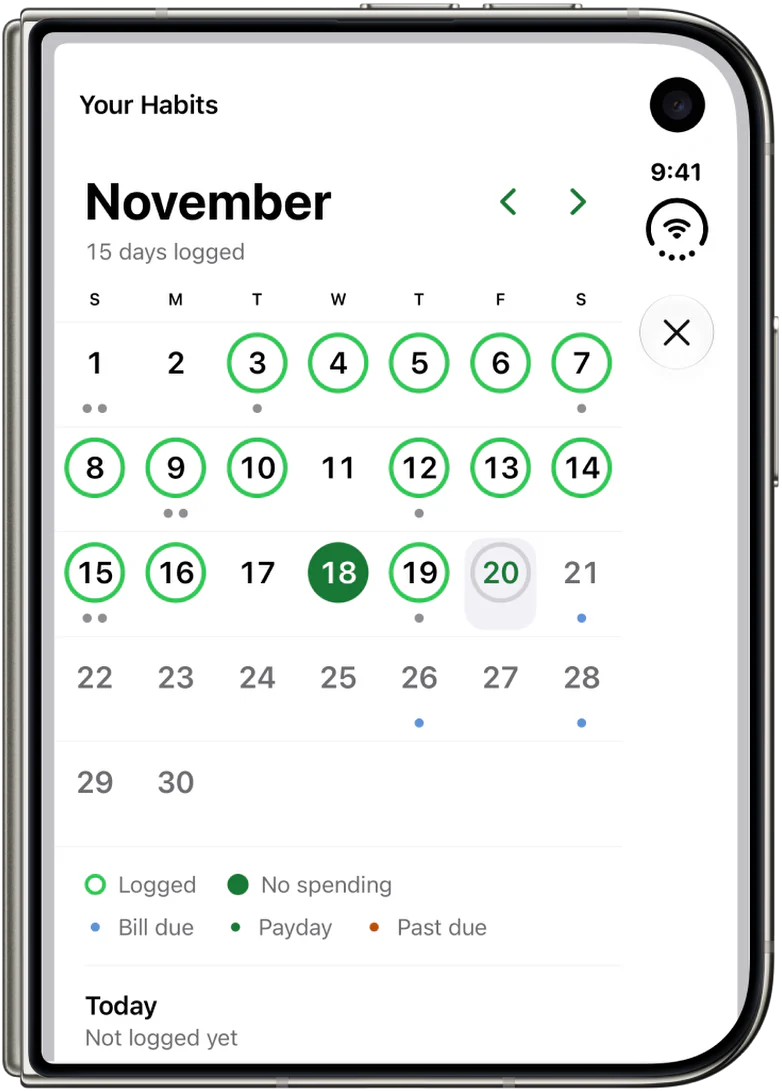 Your Habits
9:41
November
15 days logged
S M T W T F S
1 2 3 4 5 6 7
8 9 10 11 12 13 14
15 16 17 18 19 20 21
22 23 24 25 26 27 28
29 30
Logged No spending
Bill due Payday Past due
Today
Not logged yet